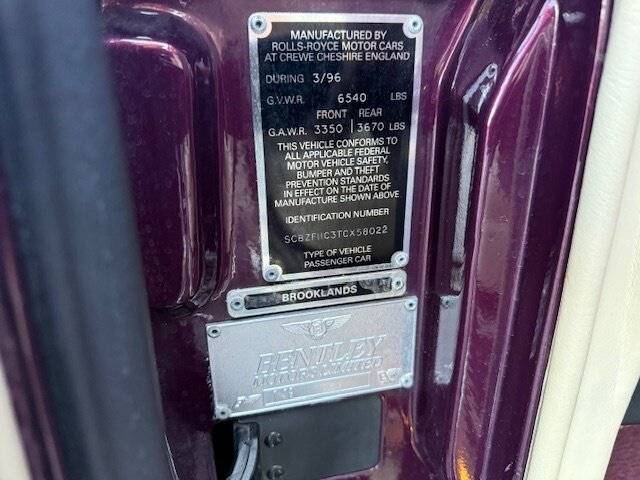 MANUFACTURED BY
ROLLS-ROYCE MOTOR CARS
AT CREWE CHESHIRE ENGLAND
DURING 3/96
G.V.W.R. 6540 LBS
FRONT REAR
G.A.W.R. 3350 3670 LBS
THIS VEHICLE CONFORMS TO
ALL APPLICABLE FEDERAL
MOTOR VEHICLE SAFETY,
BUMPER AND THEFT
PREVENTION STANDARDS
IN EFFECT ON THE DATE OF
MANUFACTURE SHOWN ABOVE
IDENTIFICATION NUMBER
SCBZF11C3TCX58022
TYPE OF VEHICLE
PASSENGER CAR
BROOKLANDS
BENTLEY
MOTORS LIMITED